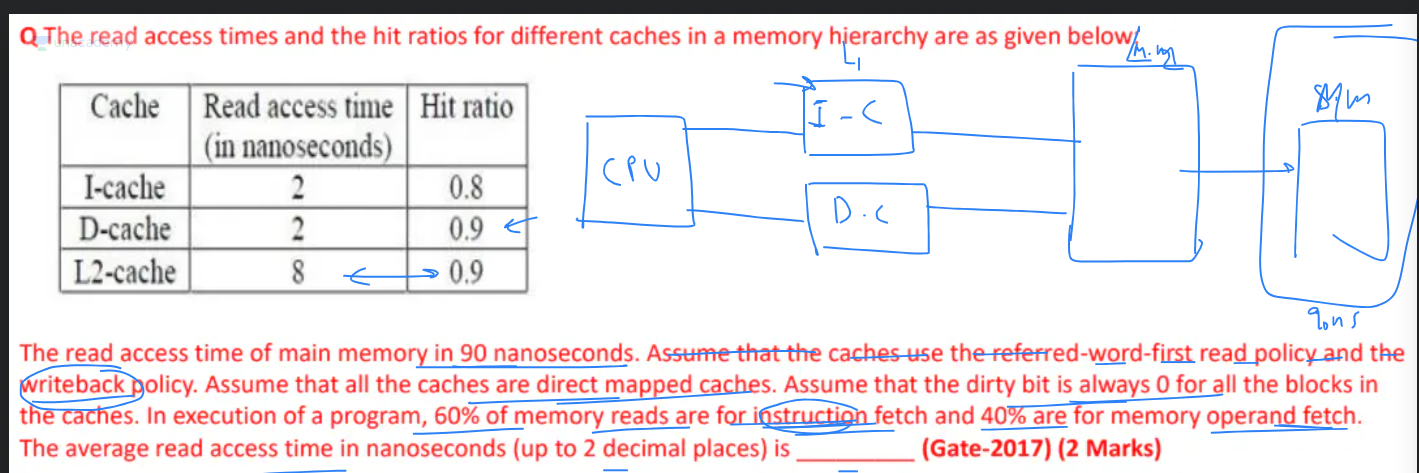 Q The read access times and the hit ratios for different caches in a memory hierarchy are as given below
Cache Read access time (in nanoseconds) Hit ratio
I-cache 2 0.8
D-cache 2 0.9
L2-cache 8 0.9
L1
I-C
CPU
D.C
90ns
The read access time of main memory in 90 nanoseconds. Assume that the caches use the referred-word-first read policy and the
writeback policy. Assume that all the caches are direct mapped caches. Assume that the dirty bit is always 0 for all the blocks in
the caches. In execution of a program, 60% of memory reads are for instruction fetch and 40% are for memory operand fetch.
The average read access time in nanoseconds (up to 2 decimal places) is _________ (Gate-2017) (2 Marks)